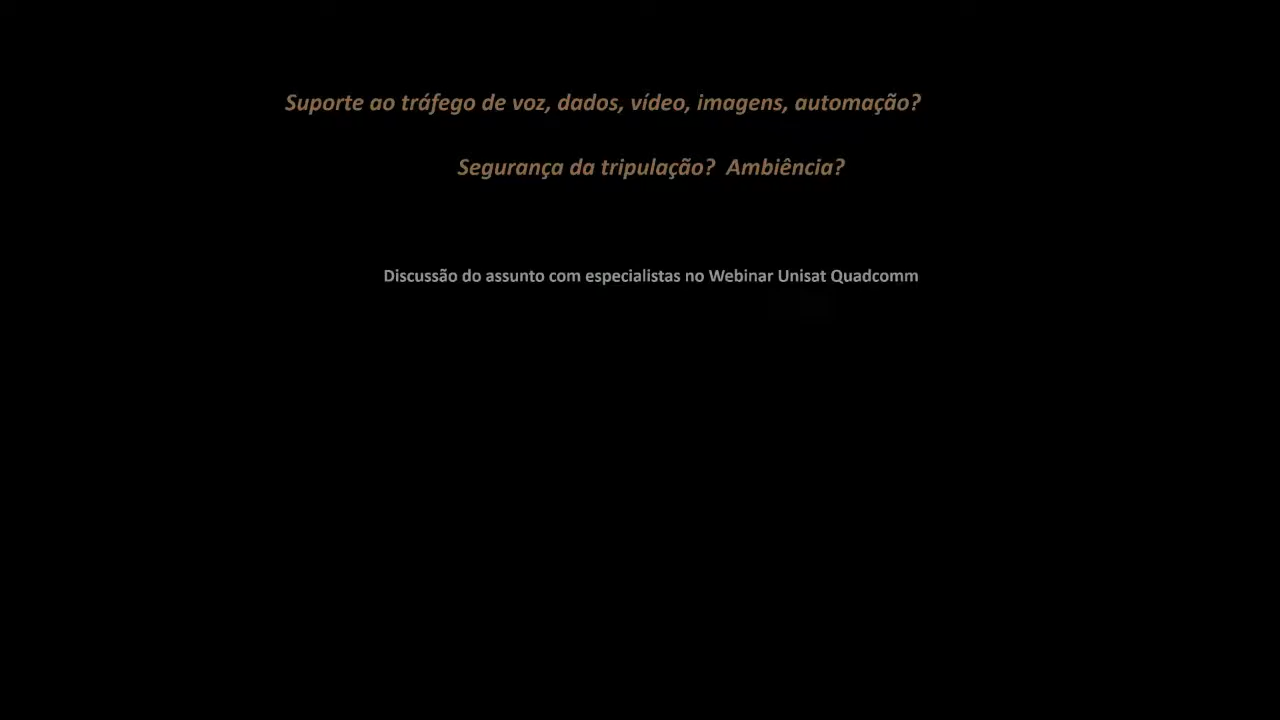 Suporte ao tráfego de voz, dados, vídeo, imagens, automação?
Segurança da tripulação? Ambiência?
Discussão do assunto com especialistas no Webinar Unisat Quadcomm